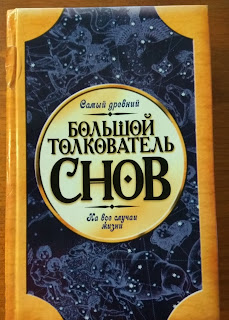 Самый древний
БОЛЬШОЙ
ТОЛКОВАТЕЛЬ
СНОВ
На все случаи
жизни